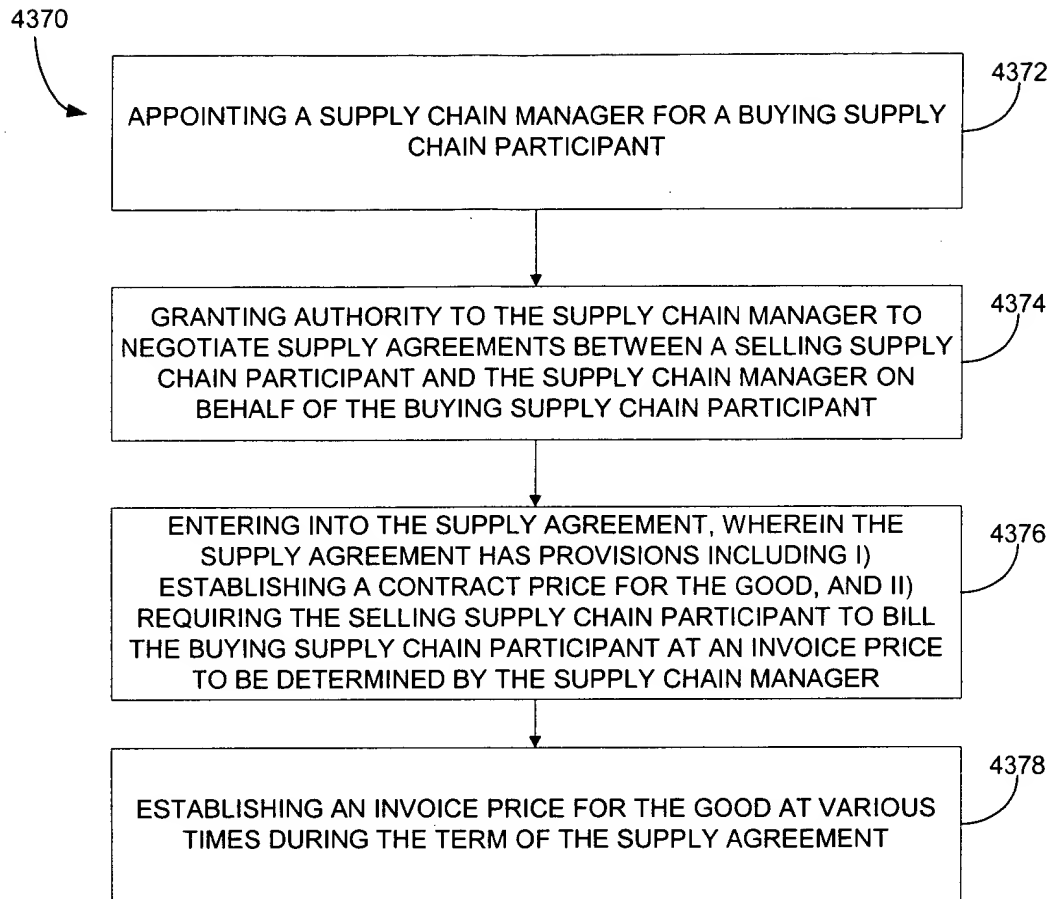 4370
4372
APPOINTING A SUPPLY CHAIN MANAGER FOR A BUYING SUPPLY
CHAIN PARTICIPANT
4374
GRANTING AUTHORITY TO THE SUPPLY CHAIN MANAGER TO
NEGOTIATE SUPPLY AGREEMENTS BETWEEN A SELLING SUPPLY
CHAIN PARTICIPANT AND THE SUPPLY CHAIN MANAGER ON
BEHALF OF THE BUYING SUPPLY CHAIN PARTICIPANT
4376
ENTERING INTO THE SUPPLY AGREEMENT, WHEREIN THE
SUPPLY AGREEMENT HAS PROVISIONS INCLUDING I)
ESTABLISHING A CONTRACT PRICE FOR THE GOOD, AND II)
REQUIRING THE SELLING SUPPLY CHAIN PARTICIPANT TO BILL
THE BUYING SUPPLY CHAIN PARTICIPANT AT AN INVOICE PRICE
TO BE DETERMINED BY THE SUPPLY CHAIN MANAGER
4378
ESTABLISHING AN INVOICE PRICE FOR THE GOOD AT VARIOUS
TIMES DURING THE TERM OF THE SUPPLY AGREEMENT